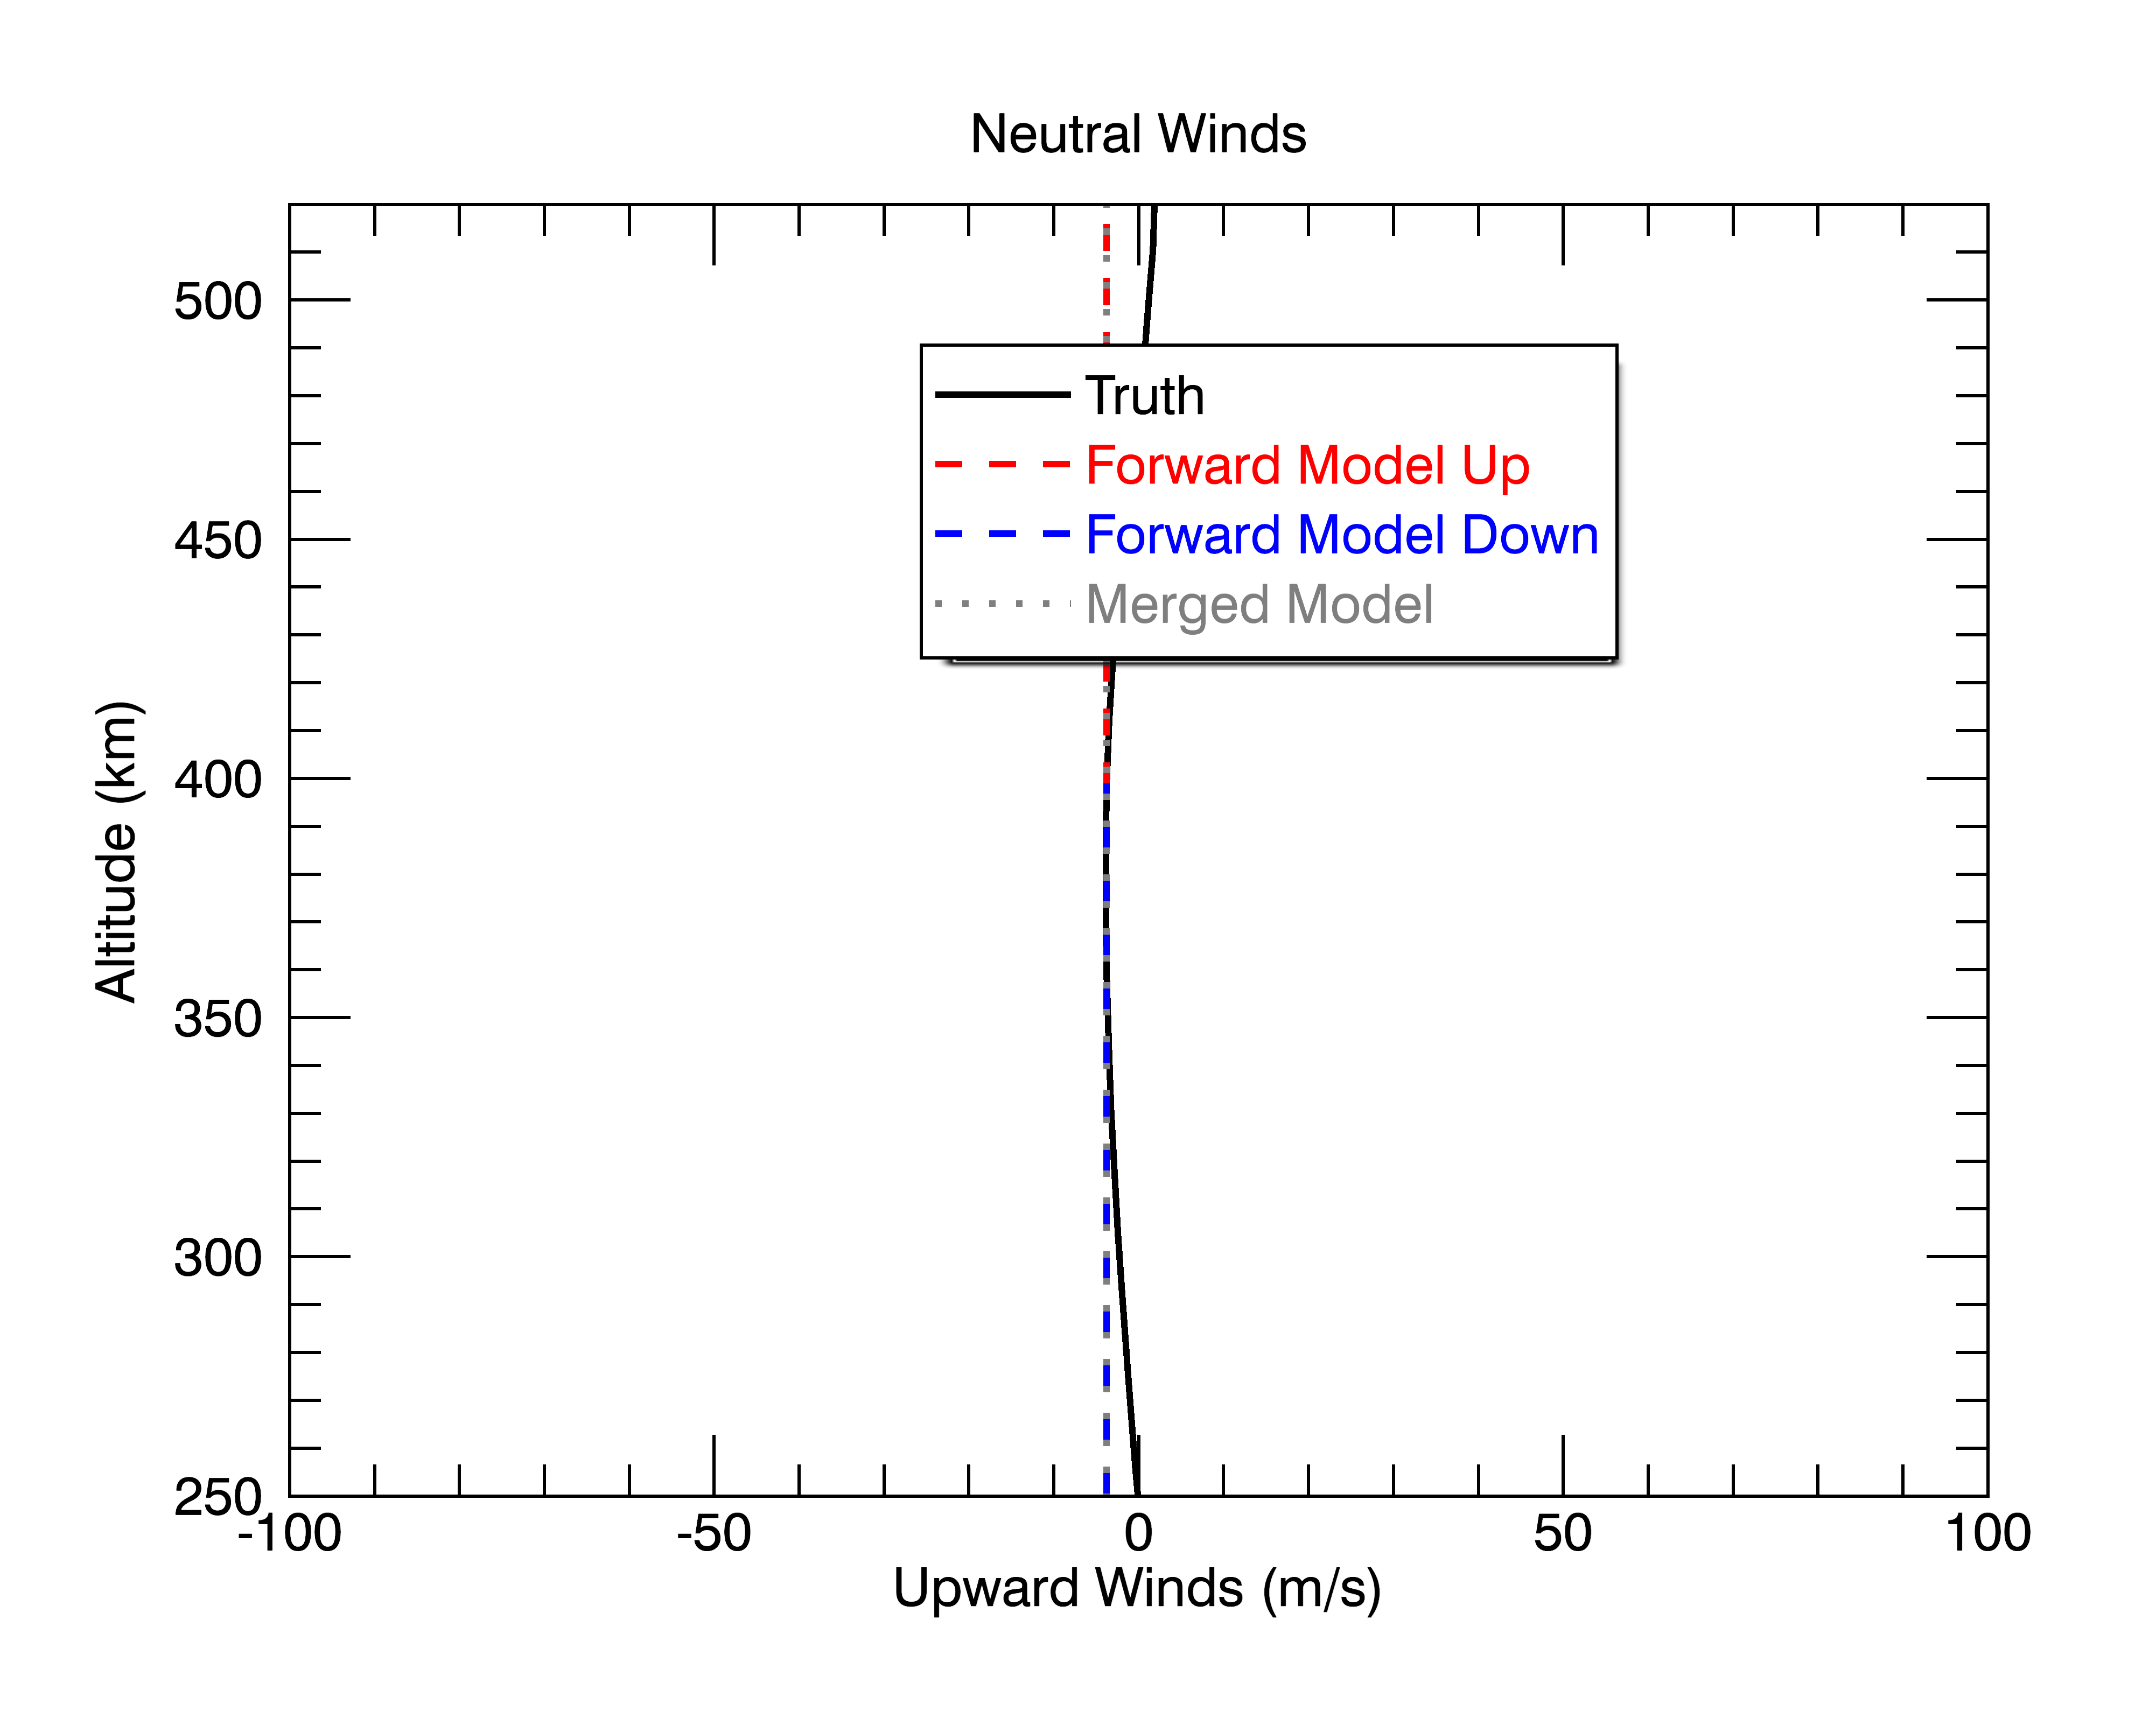 Neutral Winds
500
450
400
350
300
250
Altitude (km)
Truth
Forward Model Up
Forward Model Down
Merged Model
-100 -50 0 50 100
Upward Winds (m/s)